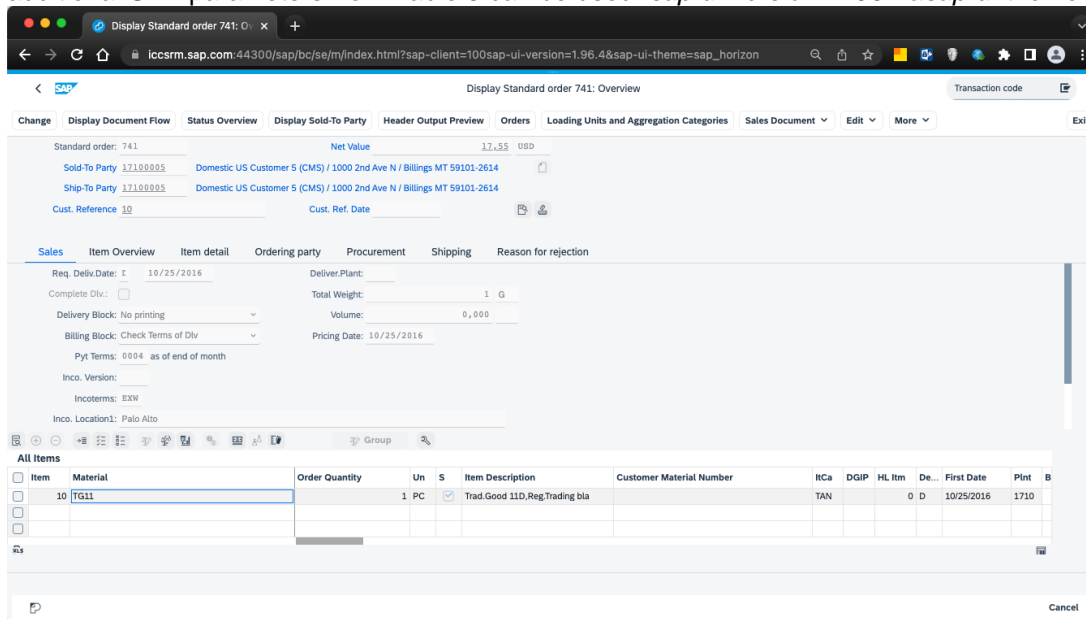 Display Standard order 741: Ov
iccsrm.sap.com:44300/sap/bc/se/m/index.html?sap-client=100sap-ui-version=1.96.4&sap-ui-theme=sap_horizon
SAP Display Standard order 741: Overview Transaction code
Change Display Document Flow Status Overview Display Sold-To Party Header Output Preview Orders Loading Units and Aggregation Categories Sales Document Edit More Exi
Standard order: 741 Net Value 17,55 USD
Sold-To Party 17100005 Domestic US Customer 5 (CMS) / 1000 2nd Ave N / Billings MT 59101-2614
Ship-To Party 17100005 Domestic US Customer 5 (CMS) / 1000 2nd Ave N / Billings MT 59101-2614
Cust. Reference 10 Cust. Ref. Date
Sales Item Overview Item detail Ordering party Procurement Shipping Reason for rejection
Req. Deliv.Date: I 10/25/2016 Deliver.Plant:
Complete Dlv.: Total Weight: 1 G
Delivery Block: No printing Volume: 0,000
Billing Block: Check Terms of Dlv Pricing Date: 10/25/2016
Pyt Terms: 0004 as of end of month
Inco. Version:
Incoterms: EXW
Inco. Location1: Palo Alto
Group
All Items
Item Material Order Quantity Un S Item Description Customer Material Number ItCa DGIP HL Itm De... First Date Plnt B
10 TG11 1 PC Trad.Good 11D,Reg.Trading bla TAN 0 D 10/25/2016 1710
XLS
Cancel